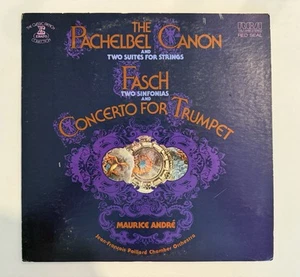 THE
PACHELBEL CANON
AND
TWO SUITES FOR STRINGS
FASCH
TWO SINFONIAS
AND
CONCERTO FOR TRUMPET
MAURICE ANDRÉ
Jean-François Paillard Chamber Orchestra
RCA
RED SEAL